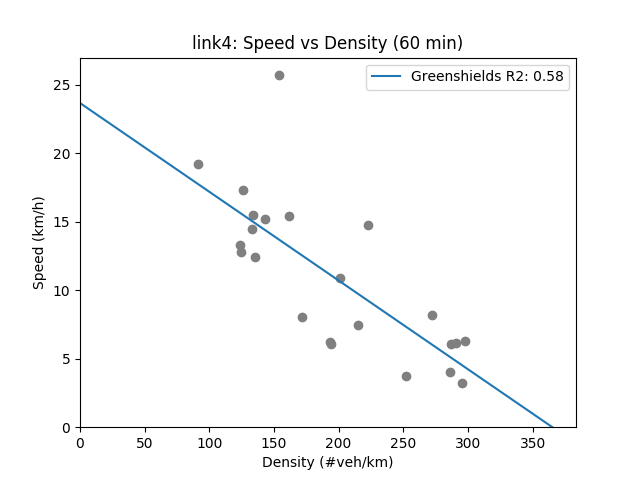 link4: Speed vs Density (60 min)
Greenshields R2: 0.58
25
20
15
10
5
0
Speed (km/h)
0 50 100 150 200 250 300 350
Density (#veh/km)